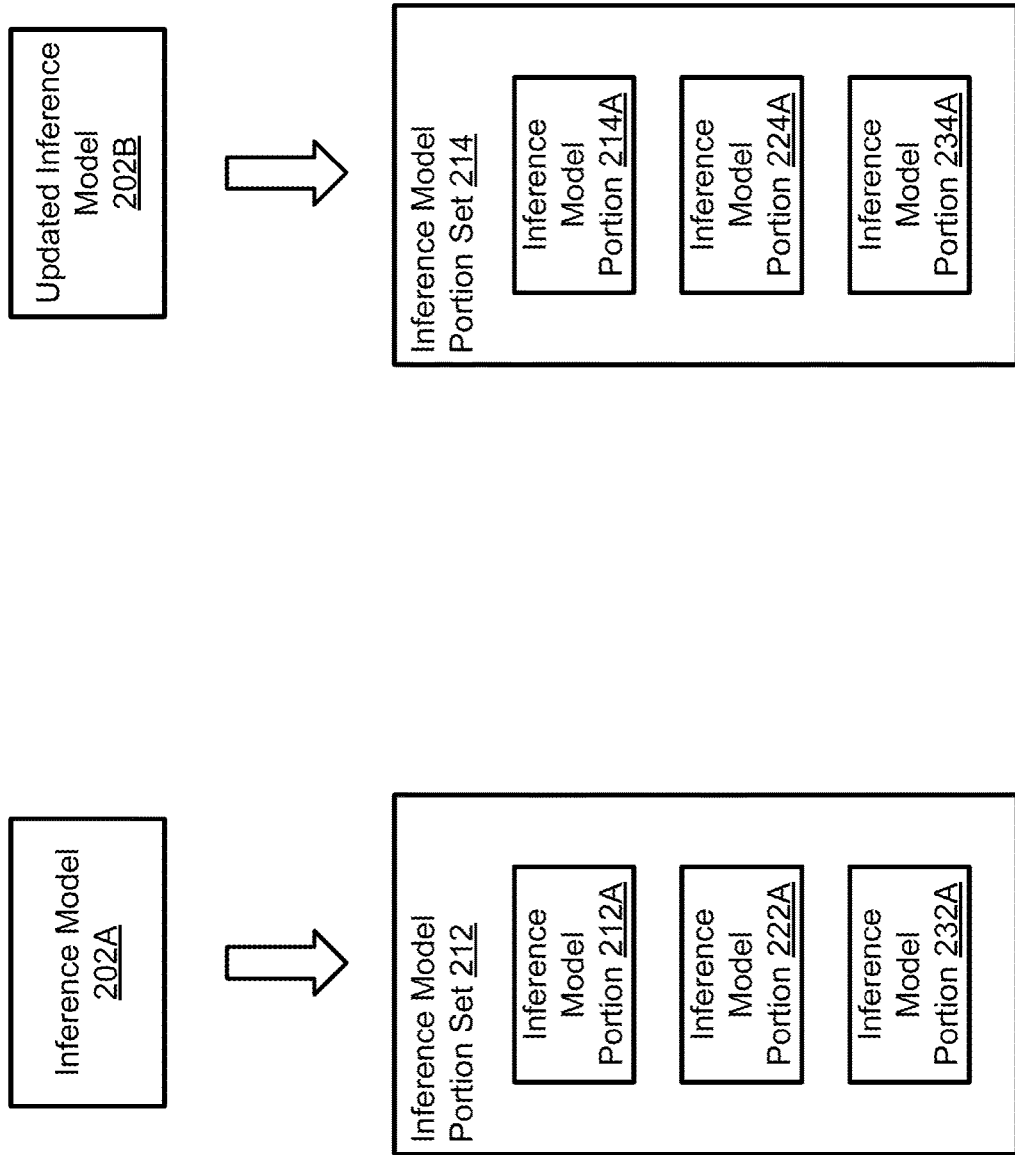 Inference Model
202A
Inference Model
Portion Set 212
Inference
Model
Portion 212A
Inference
Model
Portion 222A
Inference
Model
Portion 232A
Updated Inference
Model
202B
Inference Model
Portion Set 214
Inference
Model
Portion 214A
Inference
Model
Portion 224A
Inference
Model
Portion 234A